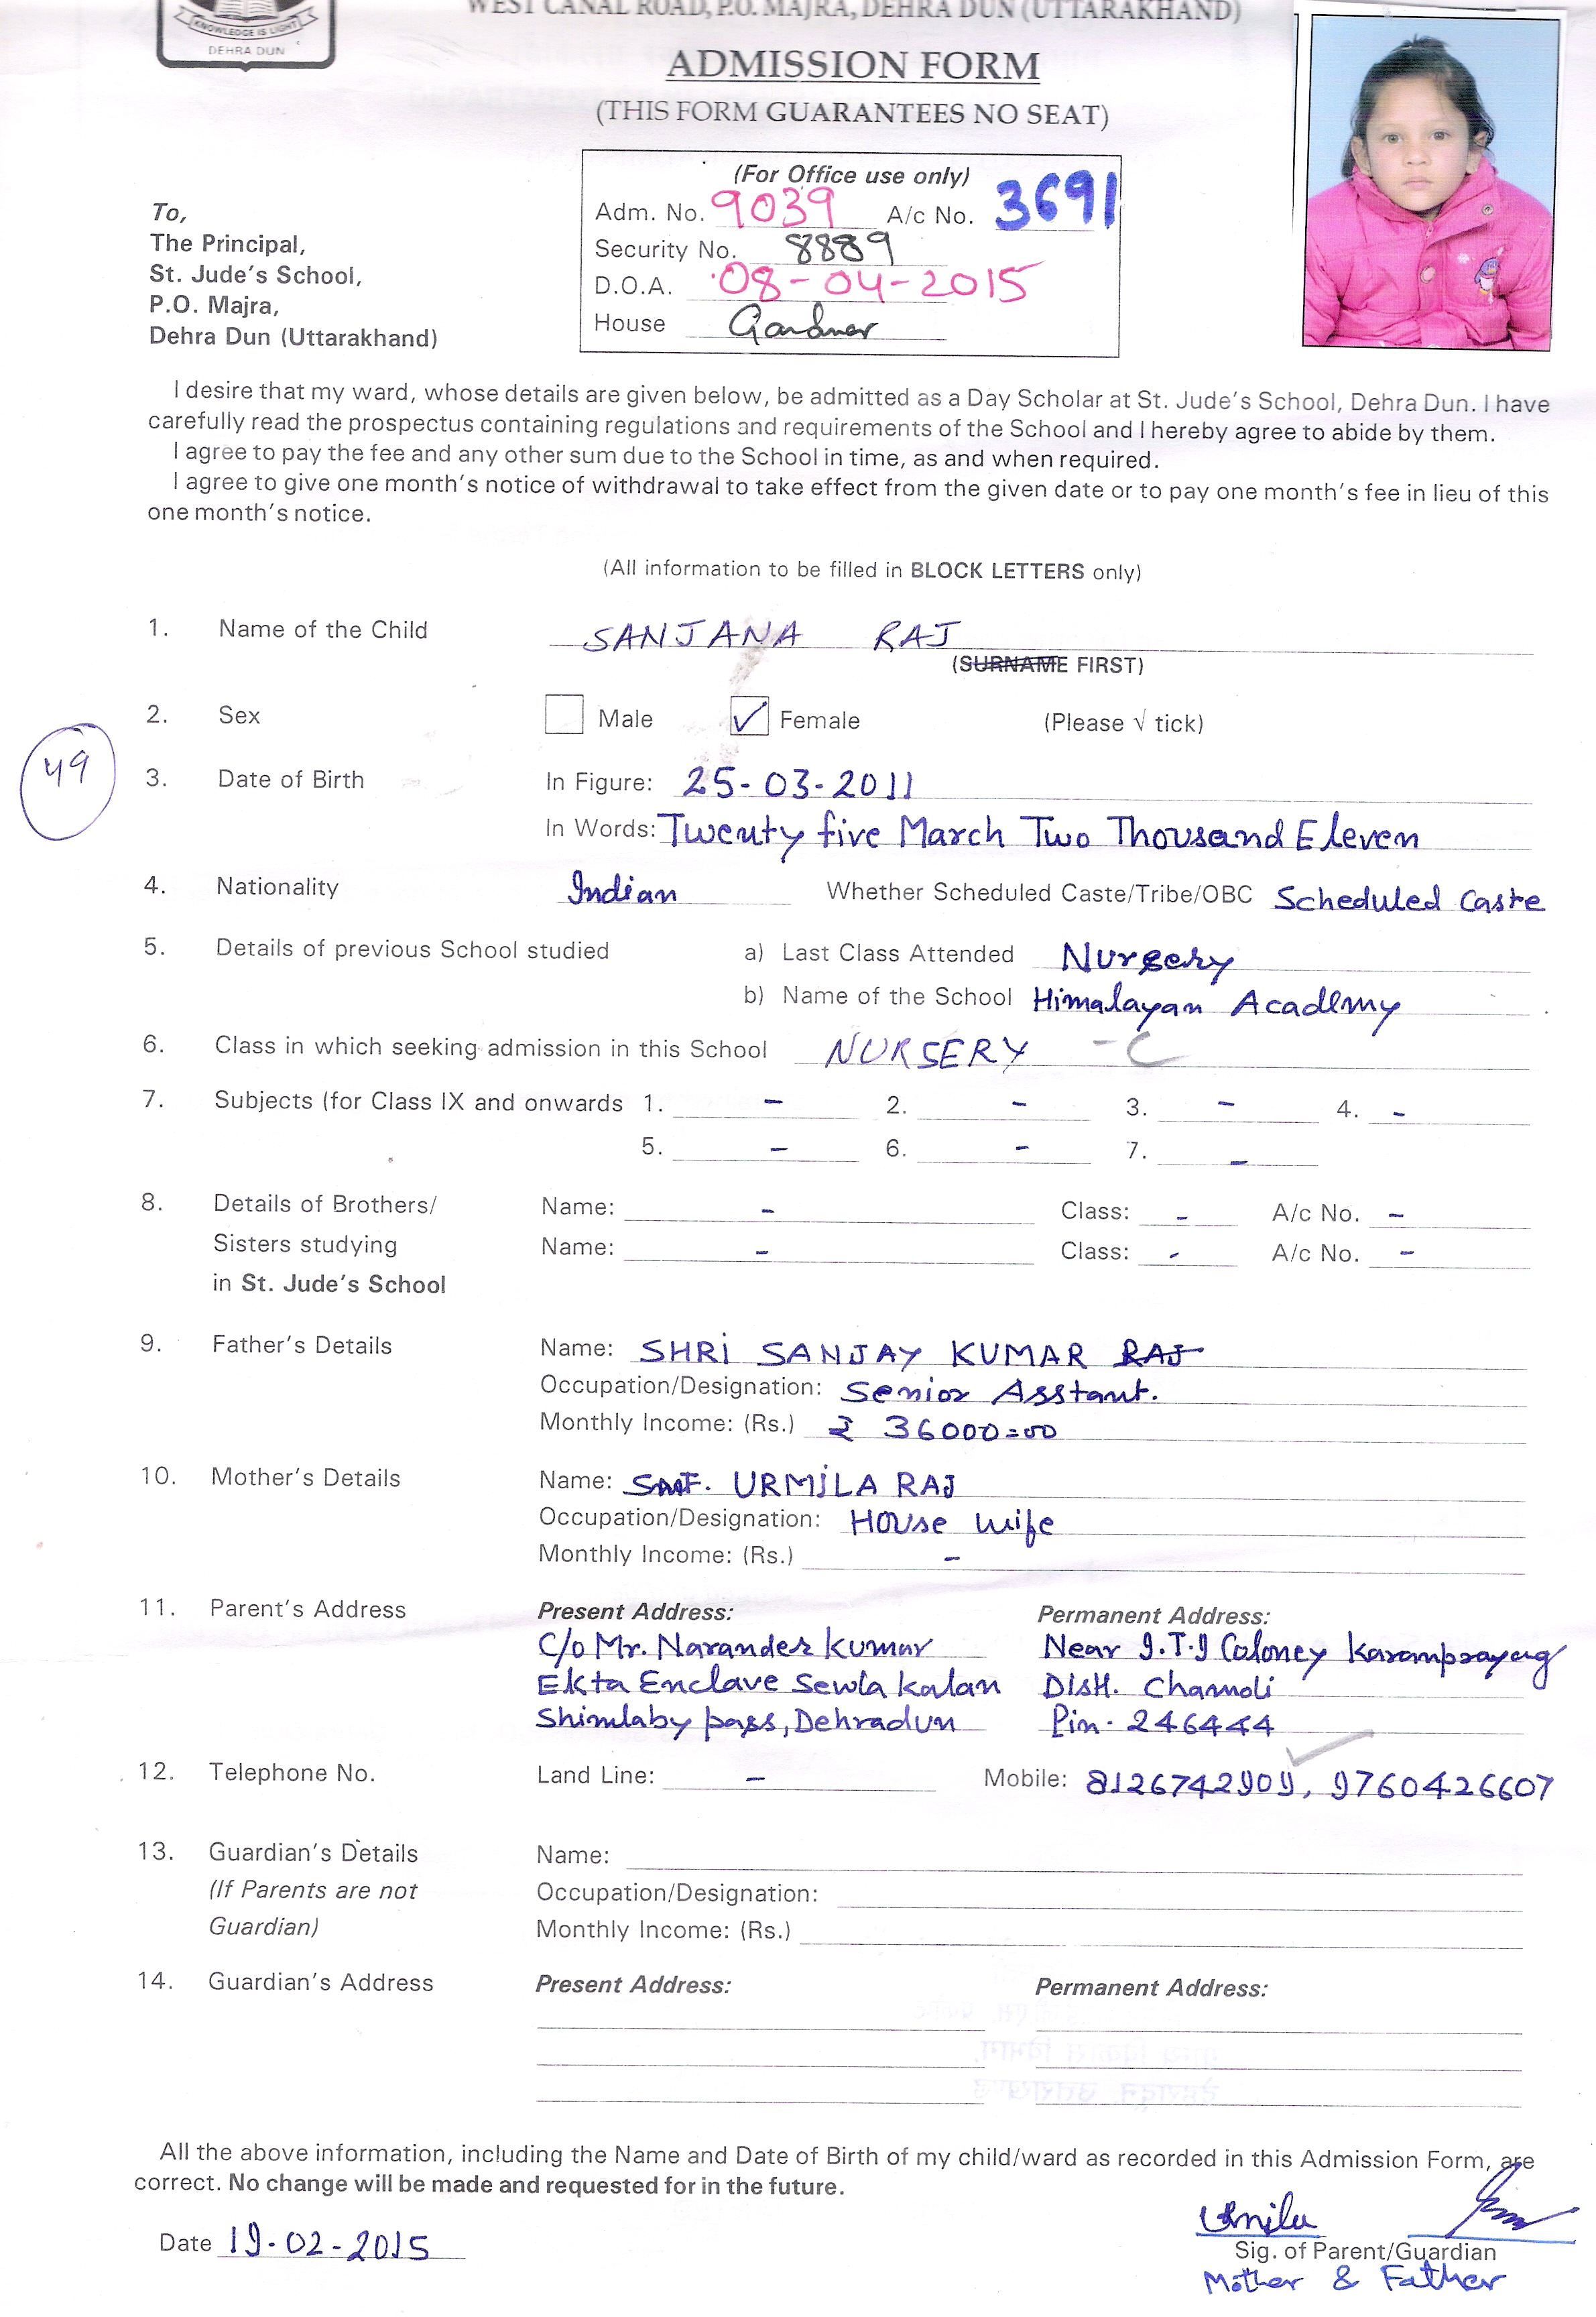 WEST CANAL ROAD, P.O. MAJRA, DEHRA DUN (UTTARAKHAND)
KNOWLEDGE IS LIGHT
DEHRA DUN
ADMISSION FORM
(THIS FORM GUARANTEES NO SEAT)
(For Office use only)
Adm. No. 9039 A/c No. 3691
Security No. 8889
D.O.A. 08-04-2015
House Gardner
To,
The Principal,
St. Jude's School,
P.O. Majra,
Dehra Dun (Uttarakhand)
I desire that my ward, whose details are given below, be admitted as a Day Scholar at St. Jude's School, Dehra Dun. I have
carefully read the prospectus containing regulations and requirements of the School and I hereby agree to abide by them.
I agree to pay the fee and any other sum due to the School in time, as and when required.
I agree to give one month's notice of withdrawal to take effect from the given date or to pay one month's fee in lieu of this
one month's notice.
(All information to be filled in BLOCK LETTERS only)
1. Name of the Child SANJANA RAJ
(SURNAME FIRST)
2. Sex Male ✓ Female (Please √ tick)
49
3. Date of Birth In Figure: 25-03-2011
In Words: Twenty five March Two Thousand Eleven
4. Nationality Indian Whether Scheduled Caste/Tribe/OBC Scheduled Caste
5. Details of previous School studied a) Last Class Attended Nursery
b) Name of the School Himalayan Academy
6. Class in which seeking admission in this School NURSERY - C
7. Subjects (for Class IX and onwards 1. - 2. - 3. - 4. -
5. - 6. - 7. -
8. Details of Brothers/ Name: - Class: - A/c No. -
Sisters studying Name: - Class: - A/c No. -
in St. Jude's School
9. Father's Details Name: SHRI SANJAY KUMAR RAJ
Occupation/Designation: Senior Asstant.
Monthly Income: (Rs.) ₹ 36000=00
10. Mother's Details Name: SMT. URMILA RAJ
Occupation/Designation: House wife
Monthly Income: (Rs.) -
11. Parent's Address Present Address: Permanent Address:
C/o Mr. Narander Kumar Near I.T.I Coloney Karamprayag
Ekta Enclave Sewla Kalan Distt. Chamoli
Shimlaby pass, Dehradun Pin- 246444
12. Telephone No. Land Line: - Mobile: 8126742909, 9760426607
13. Guardian's Details Name:
(If Parents are not Occupation/Designation:
Guardian) Monthly Income: (Rs.)
14. Guardian's Address Present Address: Permanent Address:
All the above information, including the Name and Date of Birth of my child/ward as recorded in this Admission Form, are
correct. No change will be made and requested for in the future.
Date 19-02-2015 Urmila
Sig. of Parent/Guardian
Mother & Father